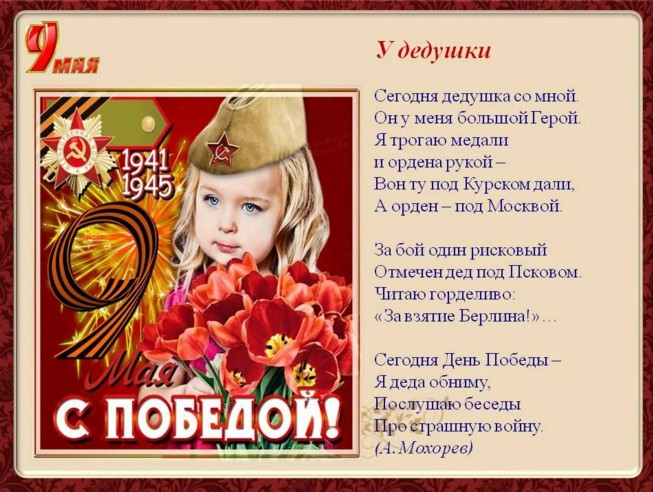 9
МАЯ
1941
1945
9
Мая
С ПОБЕДОЙ!
У дедушки
Сегодня дедушка со мной.
Он у меня большой Герой.
Я трогаю медали
и ордена рукой –
Вон ту под Курском дали,
А орден – под Москвой.
За бой один рисковый
Отмечен дед под Псковом.
Читаю горделиво:
«За взятие Берлина!»…
Сегодня День Победы –
Я деда обниму,
Послушаю беседы
Про страшную войну.
(А. Мохорев)